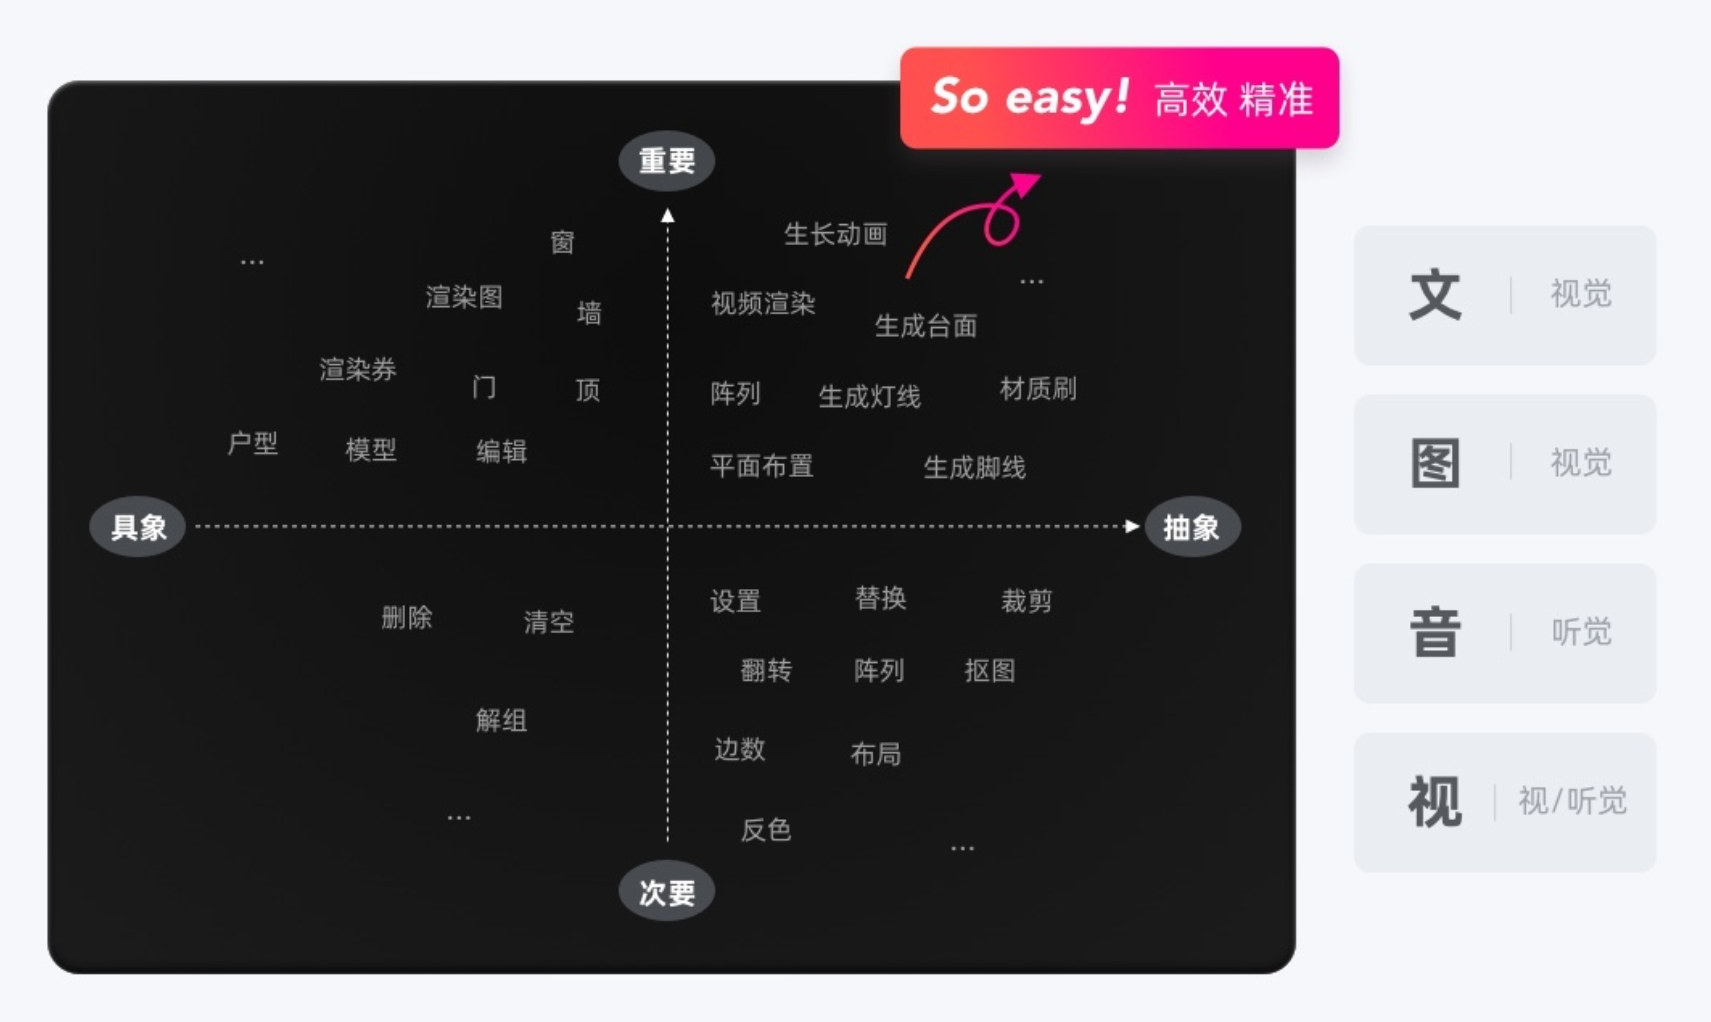 So easy! 高效 精准
重要
窗
生长动画
...
...
渲染图
墙
视频渲染
生成台面
渲染券
门
顶
阵列
生成灯线
材质刷
户型
模型
编辑
平面布置
生成脚线
具象
抽象
删除
清空
设置
替换
裁剪
翻转
阵列
抠图
解组
边数
布局
...
反色
...
次要
文 视觉
图 视觉
音 听觉
视 视/听觉